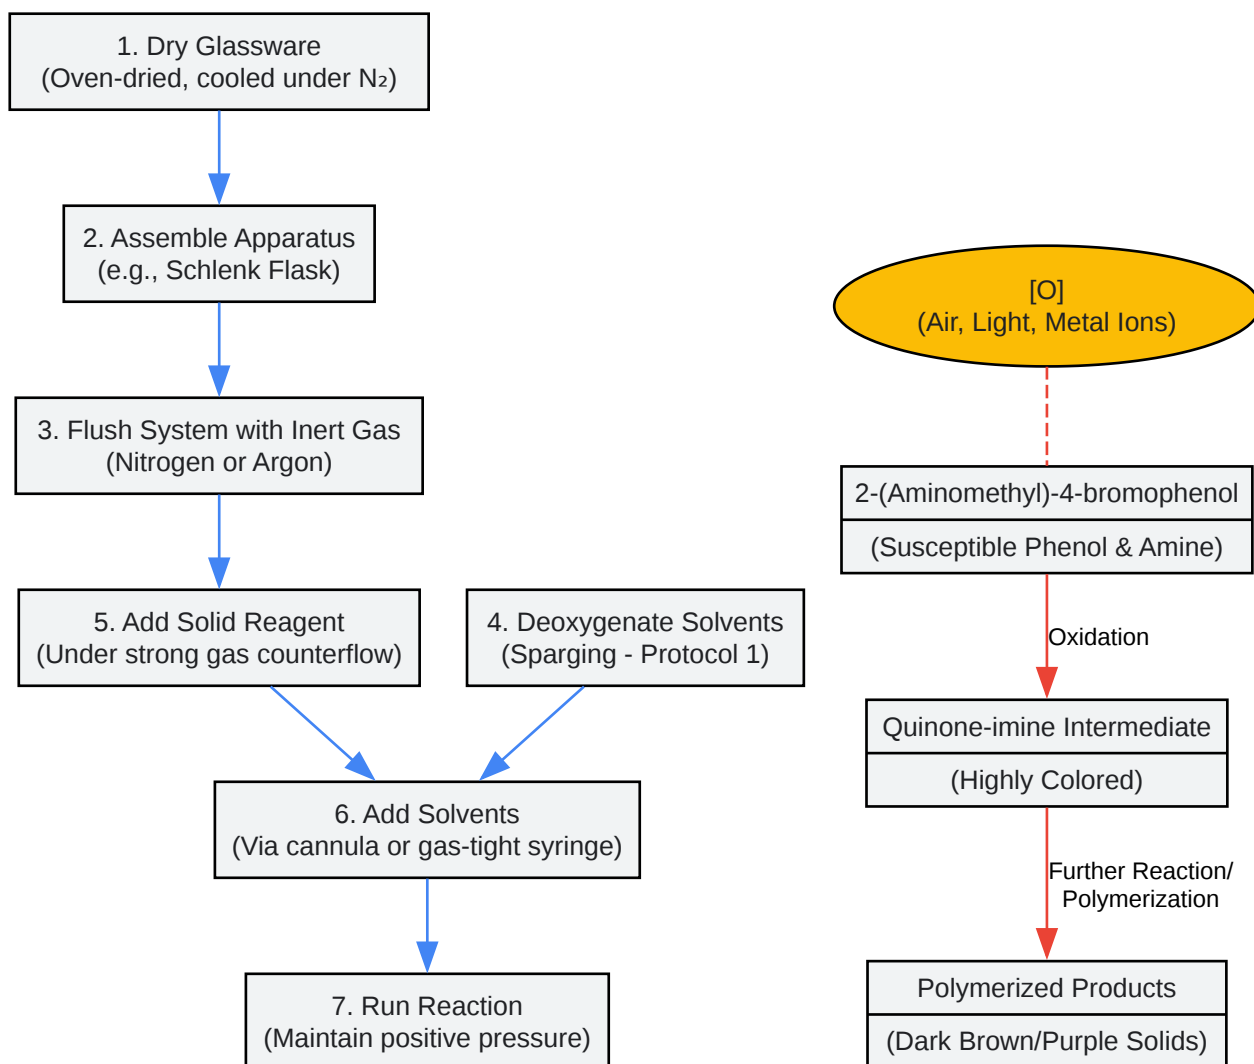 1. Dry Glassware
(Oven-dried, cooled under N₂)
2. Assemble Apparatus
(e.g., Schlenk Flask)
3. Flush System with Inert Gas
(Nitrogen or Argon)
5. Add Solid Reagent
(Under strong gas counterflow)
4. Deoxygenate Solvents
(Sparging - Protocol 1)
6. Add Solvents
(Via cannula or gas-tight syringe)
7. Run Reaction
(Maintain positive pressure)
[O]
(Air, Light, Metal Ions)
2-(Aminomethyl)-4-bromophenol
(Susceptible Phenol & Amine)
Oxidation
Quinone-imine Intermediate
(Highly Colored)
Further Reaction/
Polymerization
Polymerized Products
(Dark Brown/Purple Solids)